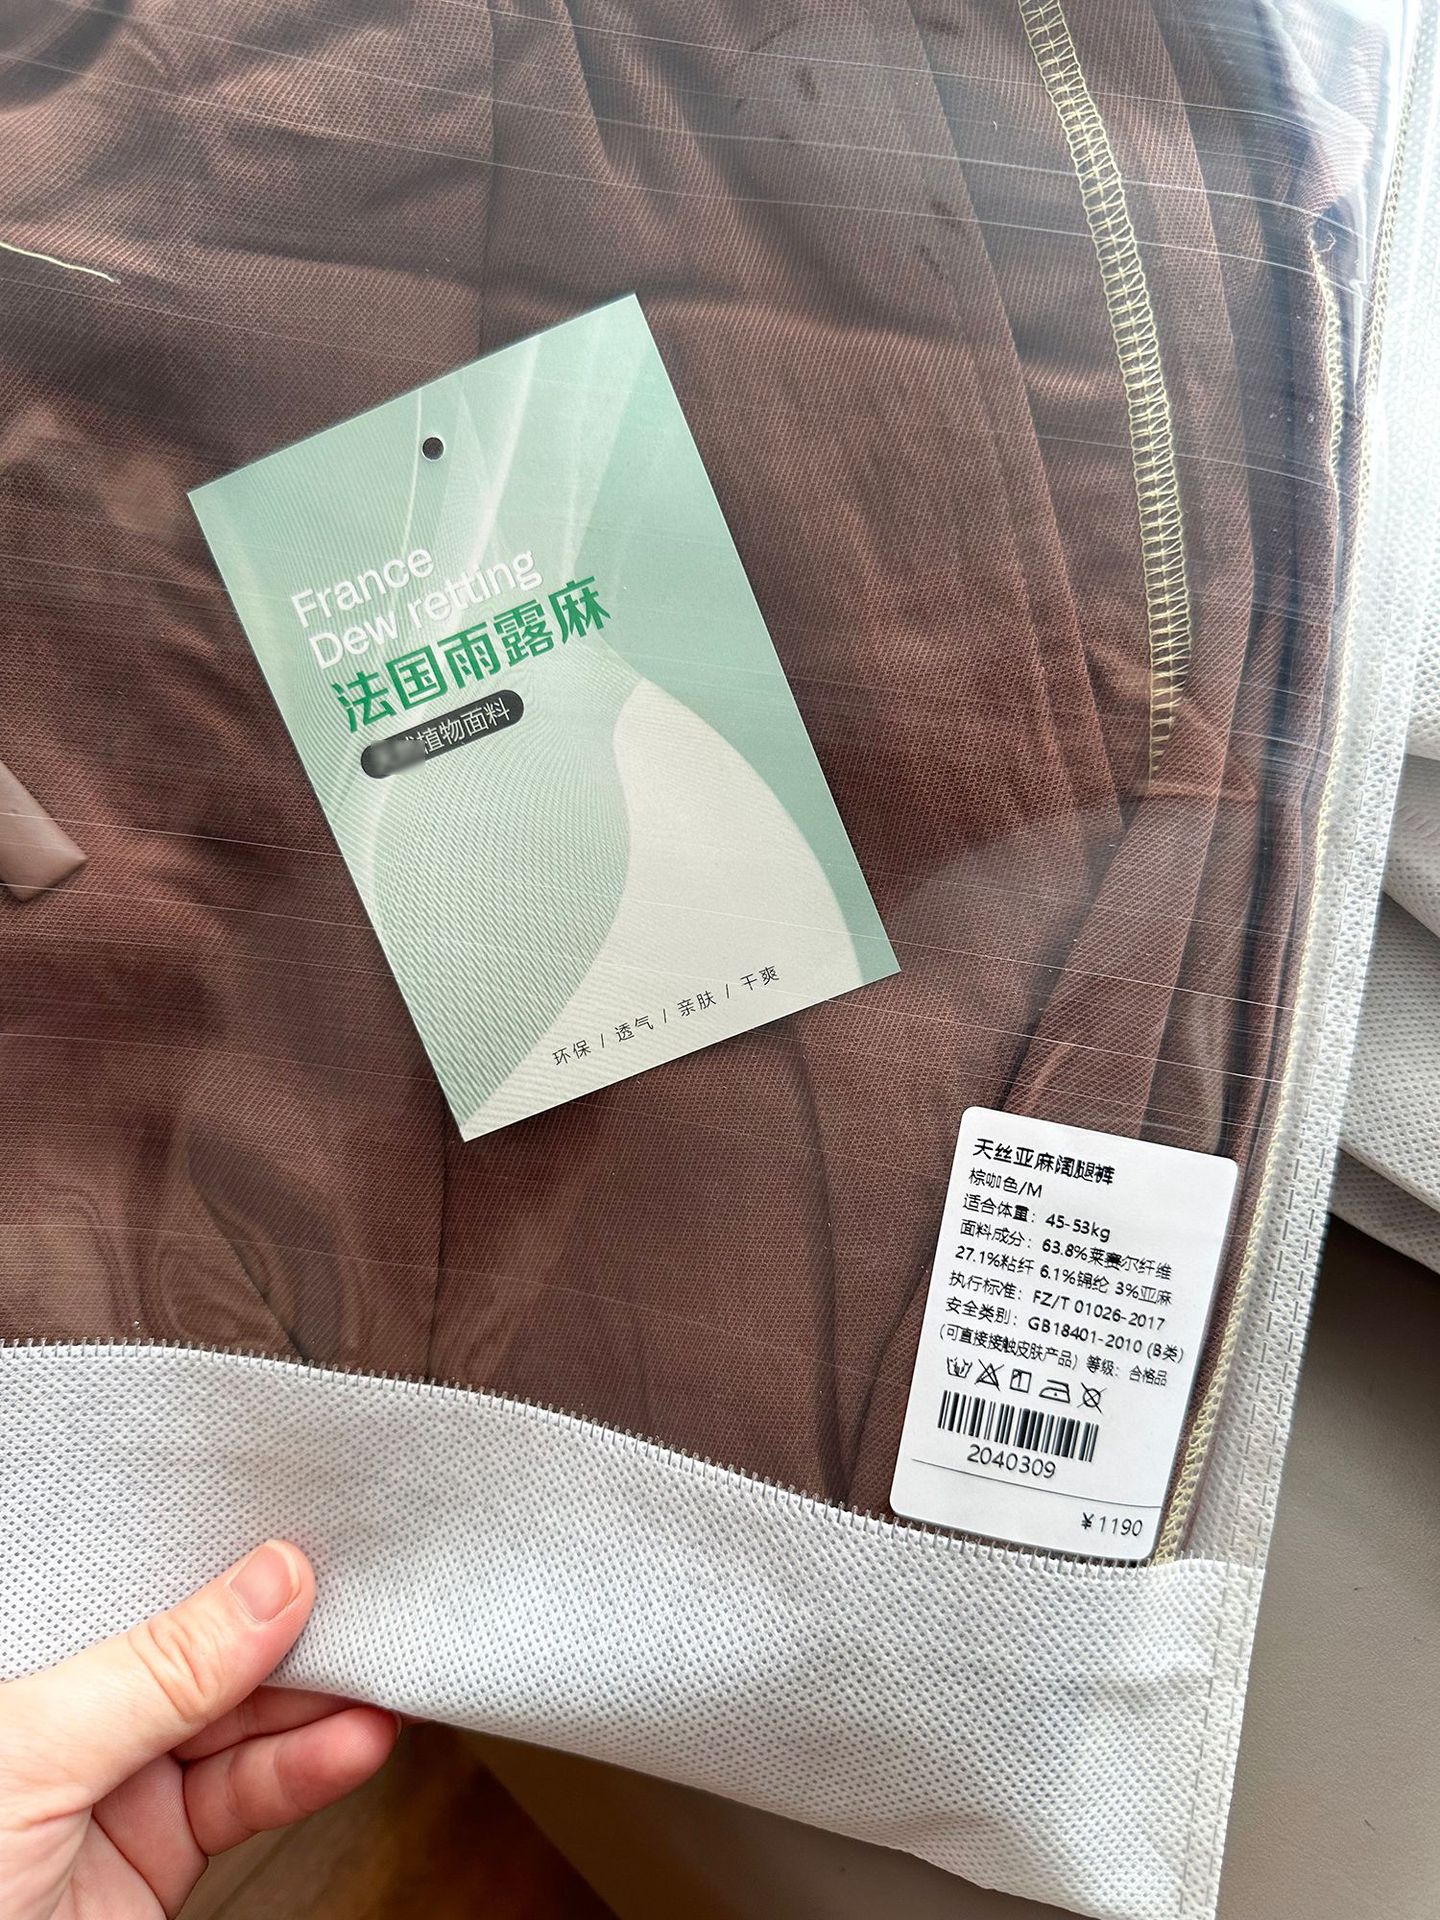 France
Dew retting
法国雨露麻
植物面料
环保 / 透气 / 亲肤 / 干爽
天丝亚麻阔腿裤
棕咖色/M
适合体重：45-53kg
面料成分：63.8%莱赛尔纤维
27.1%粘纤 6.1%锦纶 3%亚麻
执行标准：FZ/T 01026-2017
安全类别：GB18401-2010 (B类)
(可直接接触皮肤产品) 等级：合格品
2040309
¥1190